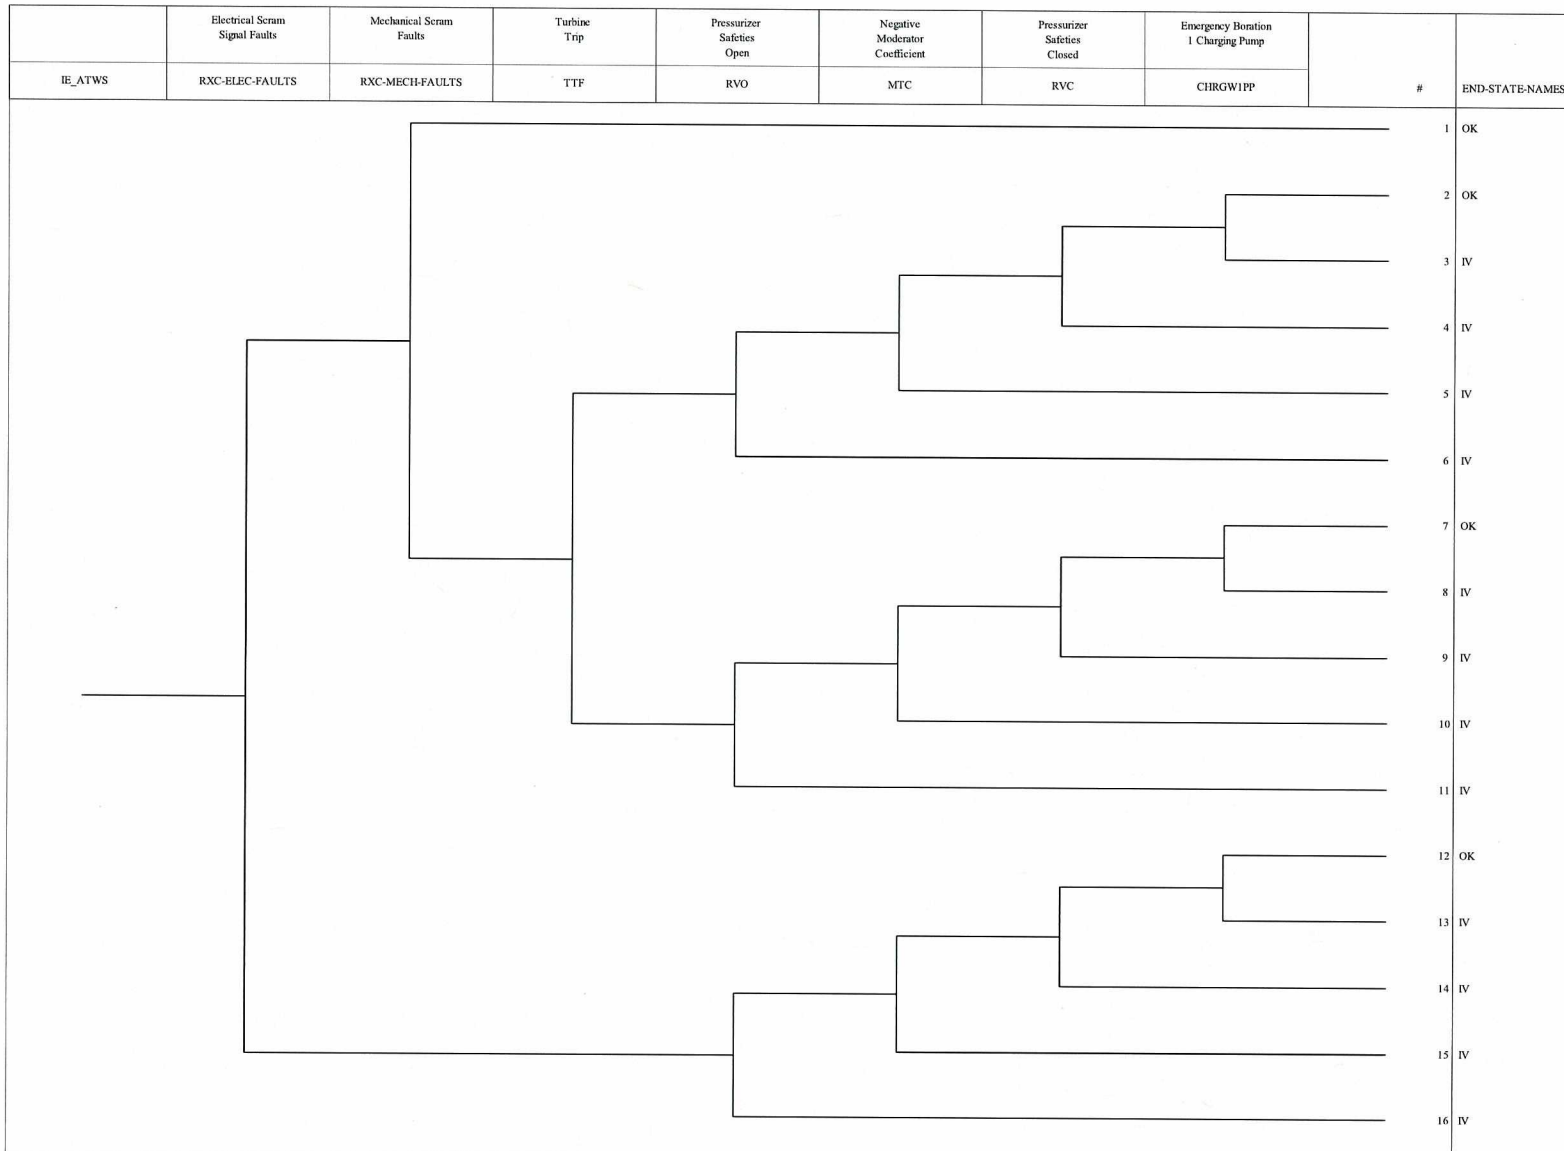 Electrical Scram
Signal Faults
Mechanical Scram
Faults
Turbine
Trip
Pressurizer
Safeties
Open
Negative
Moderator
Coefficient
Pressurizer
Safeties
Closed
Emergency Boration
1 Charging Pump
IE_ATWS
RXC-ELEC-FAULTS
RXC-MECH-FAULTS
TTF
RVO
MTC
RVC
CHRGW1PP
#
END-STATE-NAMES
1 OK
2 OK
3 IV
4 IV
5 IV
6 IV
7 OK
8 IV
9 IV
10 IV
11 IV
12 OK
13 IV
14 IV
15 IV
16 IV